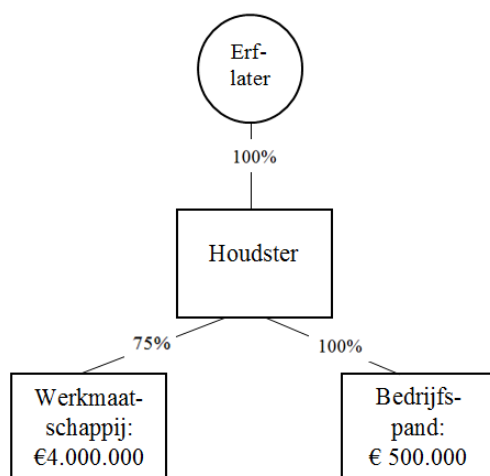 Erf-
later
100%
Houdster
75%
100%
Werkmaat-
schappij:
€4.000.000
Bedrijfs-
pand:
€ 500.000